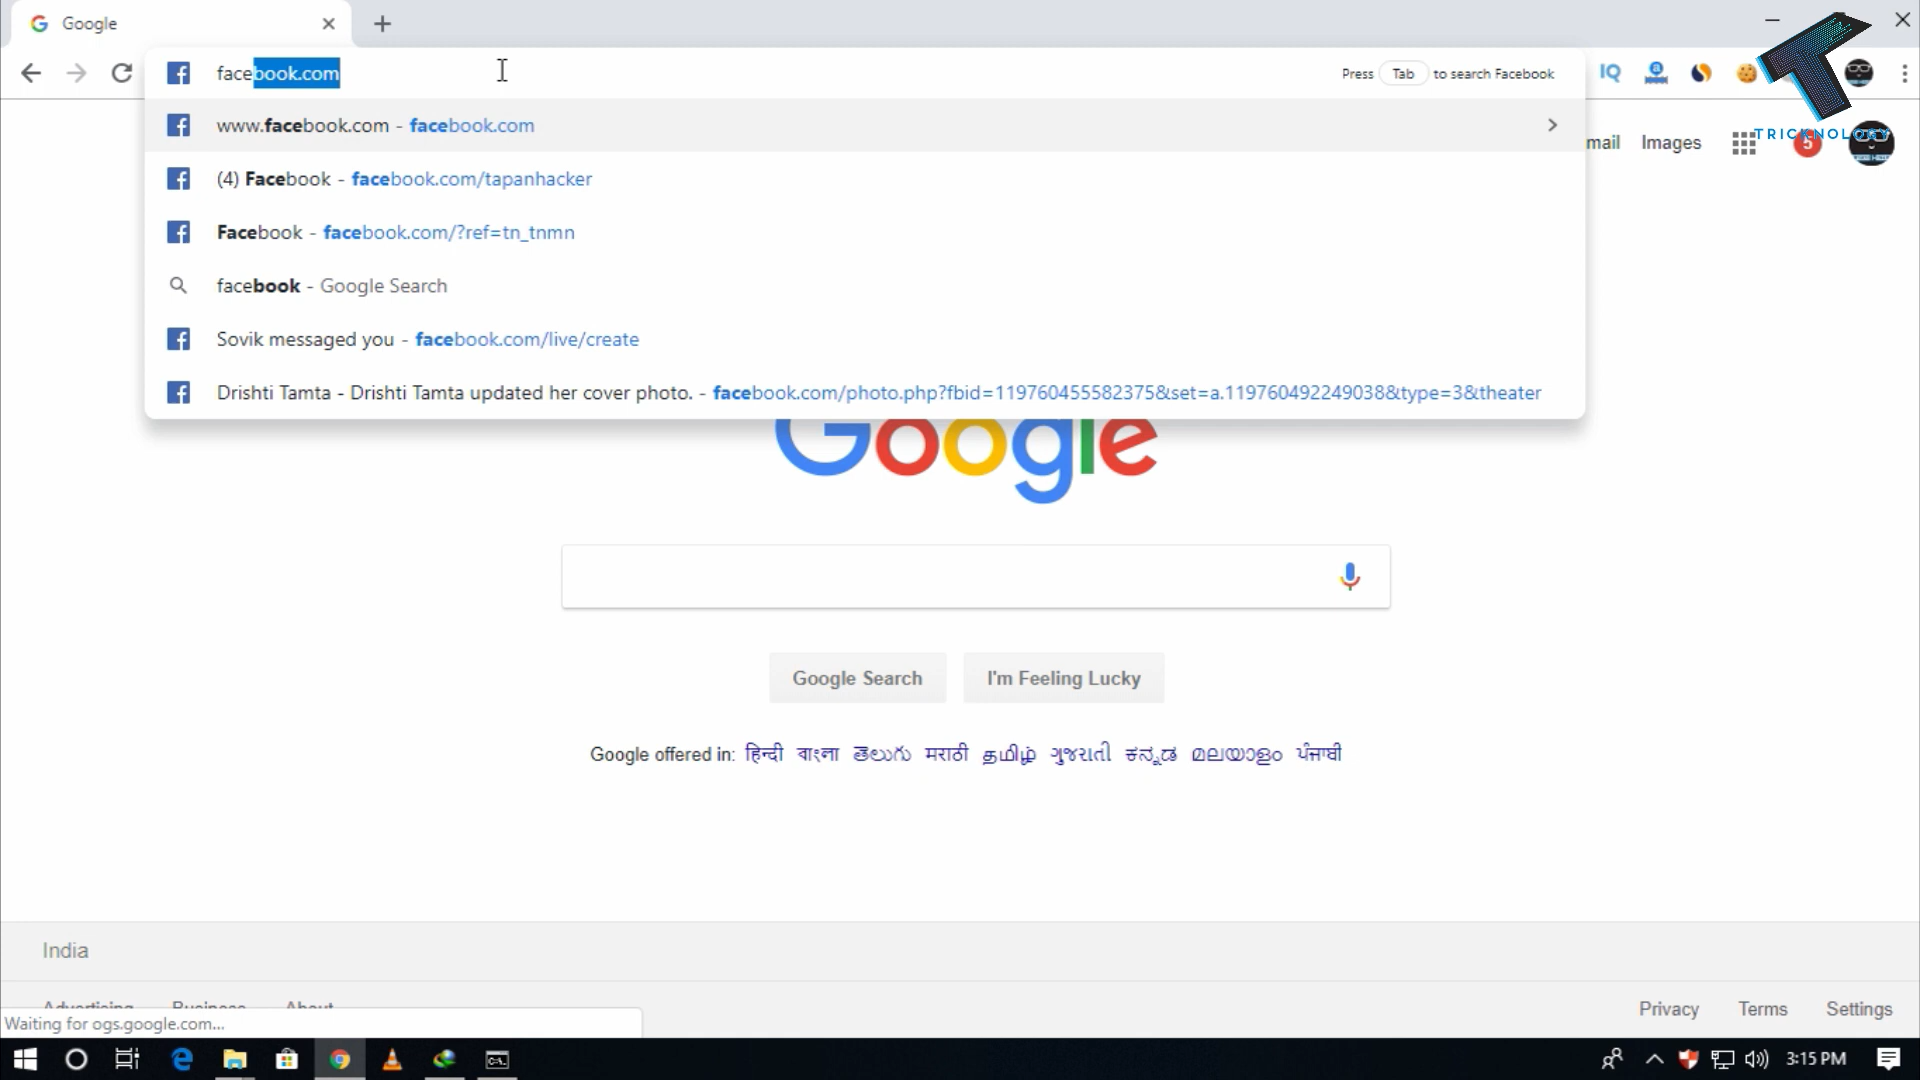 Google
facebook.com
Press Tab to search Facebook
IQ
a
www.facebook.com - facebook.com
(4) Facebook - facebook.com/tapanhacker
Facebook - facebook.com/?ref=tn_tnmn
facebook - Google Search
Sovik messaged you - facebook.com/live/create
Drishti Tamta - Drishti Tamta updated her cover photo. - facebook.com/photo.php?fbid=119760455582375&set=a.119760492249038&type=3&theater
TRICKNOLOGY
mail Images 5
Google
Google Search I'm Feeling Lucky
Google offered in: हिन्दी বাংলা తెలుగు मराठी தமிழ் ગુજરાતી ಕನ್ನಡ മലയാളം ਪੰਜਾਬੀ
India
Advertising Business About
Privacy Terms Settings
Waiting for ogs.google.com...
3:15 PM